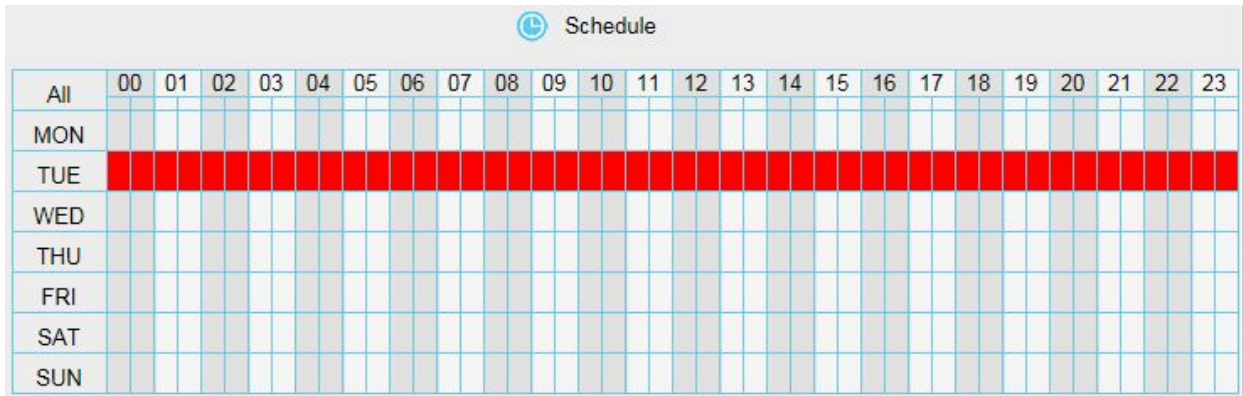 Schedule
All 00 01 02 03 04 05 06 07 08 09 10 11 12 13 14 15 16 17 18 19 20 21 22 23
MON
TUE
WED
THU
FRI
SAT
SUN